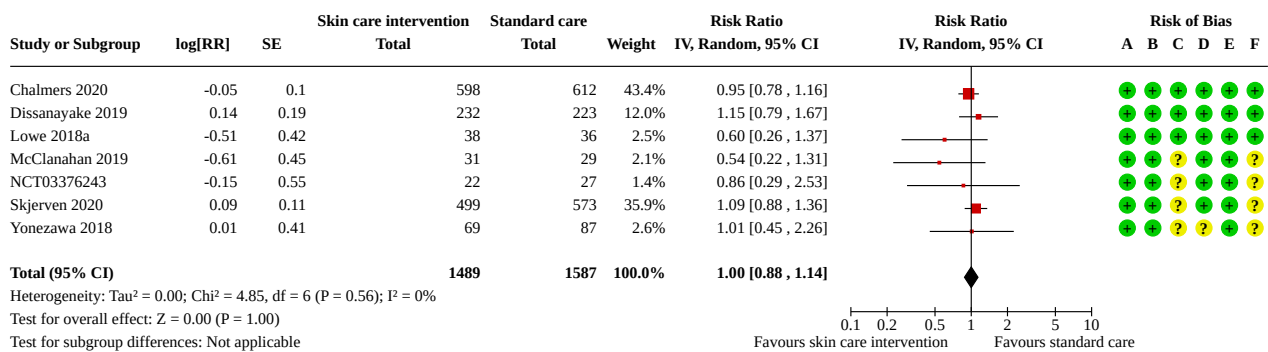 Skin care intervention Standard care Risk Ratio Risk Ratio Risk of Bias
Study or Subgroup log[RR] SE Total Total Weight IV, Random, 95% CI IV, Random, 95% CI A B C D E F
Chalmers 2020 -0.05 0.1 598 612 43.4% 0.95 [0.78 , 1.16] + + + + + +
Dissanayake 2019 0.14 0.19 232 223 12.0% 1.15 [0.79 , 1.67] + + + + + +
Lowe 2018a -0.51 0.42 38 36 2.5% 0.60 [0.26 , 1.37] + + + + + +
McClanahan 2019 -0.61 0.45 31 29 2.1% 0.54 [0.22 , 1.31] + + ? + + ?
NCT03376243 -0.15 0.55 22 27 1.4% 0.86 [0.29 , 2.53] + + ? + + ?
Skjerven 2020 0.09 0.11 499 573 35.9% 1.09 [0.88 , 1.36] + + ? + + ?
Yonezawa 2018 0.01 0.41 69 87 2.6% 1.01 [0.45 , 2.26] + + ? ? + ?
Total (95% CI) 1489 1587 100.0% 1.00 [0.88 , 1.14]
Heterogeneity: Tau² = 0.00; Chi² = 4.85, df = 6 (P = 0.56); I² = 0%
Test for overall effect: Z = 0.00 (P = 1.00)
Test for subgroup differences: Not applicable
0.1 0.2 0.5 1 2 5 10
Favours skin care intervention Favours standard care